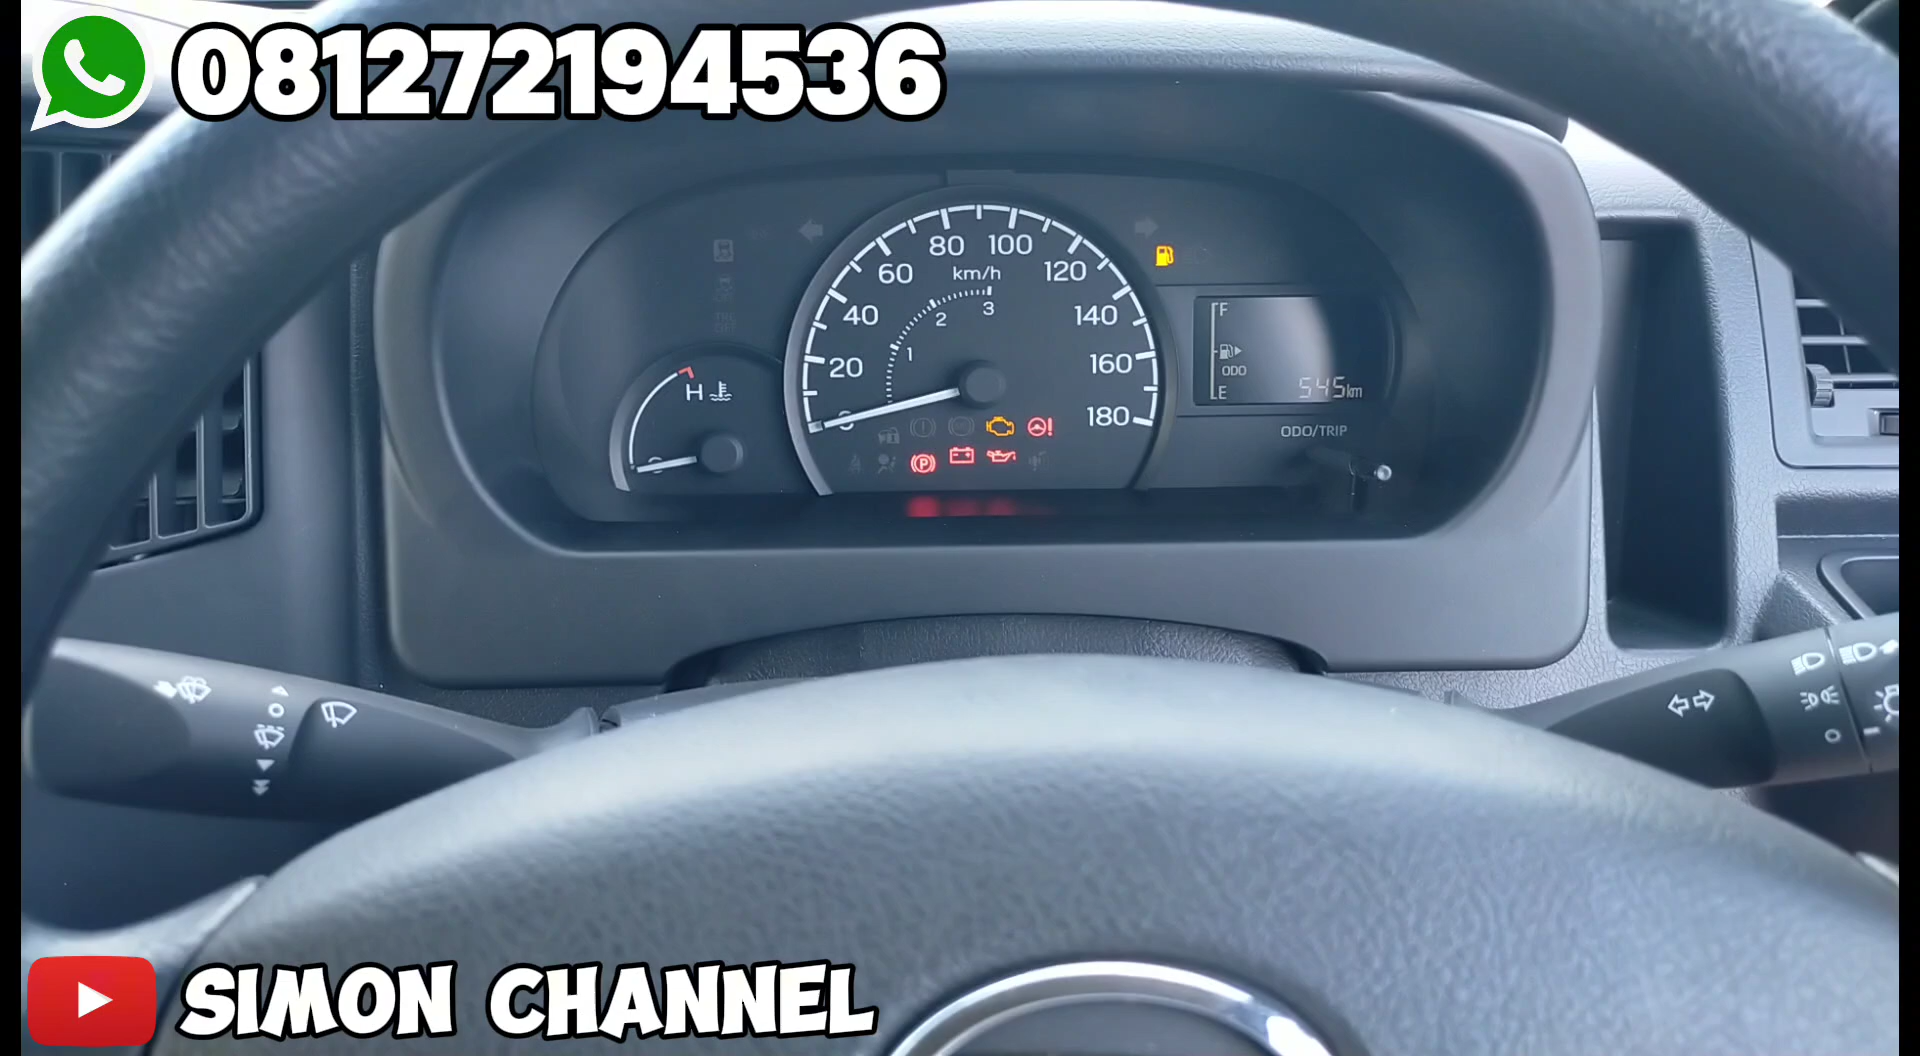 081272194536
80 100
60 km/h 120
40 2 3 140
1
20 160
180
H
C
F
ODO
E 545km
ODO/TRIP
P
SIMON CHANNEL